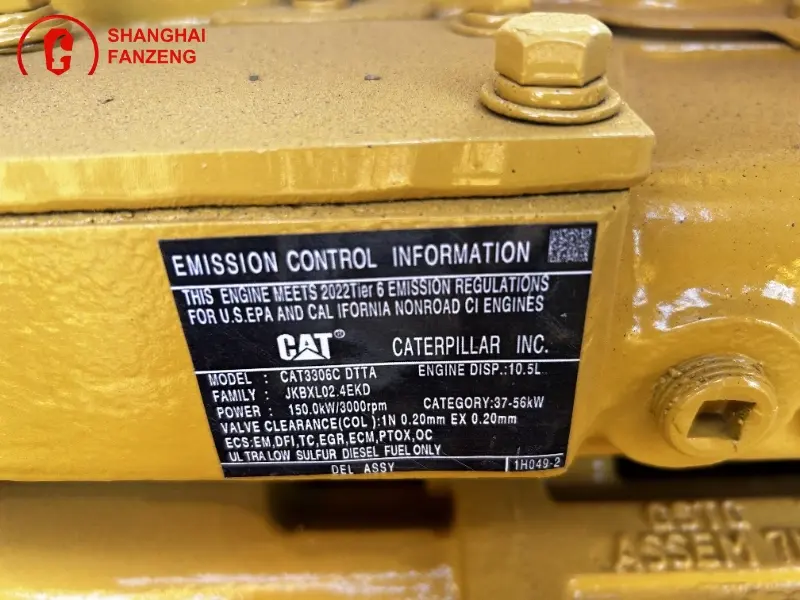 SHANGHAI
FANZENG
EMISSION CONTROL INFORMATION
THIS ENGINE MEETS 2022Tier 6 EMISSION REGULATIONS
FOR U.S.EPA AND CAL IFORNIA NONROAD CI ENGINES
CAT® CATERPILLAR INC.
MODEL : CAT3306C DTTA ENGINE DISP.:10.5L
FAMILY : JKBXL02.4EKD
POWER : 150.0kW/3000rpm CATEGORY:37-56kW
VALVE CLEARANCE(COL):1N 0.20mm EX 0.20mm
ECS:EM,DFI,TC,EGR,ECM,PTOX,OC
ULTRA LOW SULFUR DIESEL FUEL ONLY
DEL ASSY 1H049-2
ASSEM